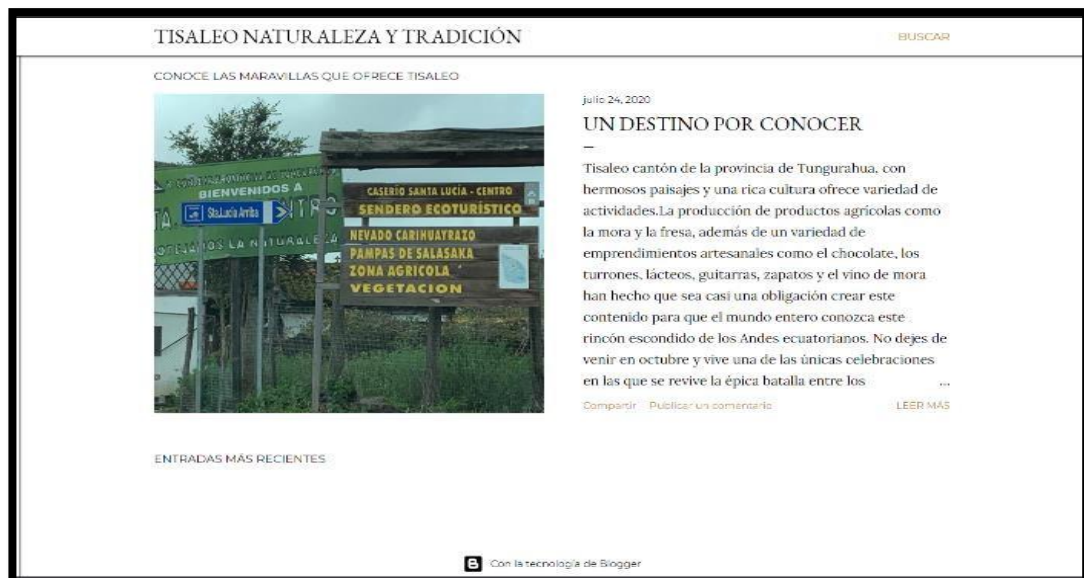 TISALEO NATURALEZA Y TRADICIÓN
BUSCAR
CONOCE LAS MARAVILLAS QUE OFRECE TISALEO
BIENVENIDOS A
Sta.Lucía Arriba
LA NATURALEZA
CASERÍO SANTA LUCÍA - CENTRO
SENDERO ECOTURÍSTICO
NEVADO CARIHUAYRAZO
PAMPAS DE SALASAKA
ZONA AGRICOLA
VEGETACION
julio 24, 2020
UN DESTINO POR CONOCER
Tisaleo cantón de la provincia de Tungurahua, con
hermosos paisajes y una rica cultura ofrece variedad de
actividades.La producción de productos agrícolas como
la mora y la fresa, además de un variedad de
emprendimientos artesanales como el chocolate, los
turrones, lácteos, guitarras, zapatos y el vino de mora
han hecho que sea casi una obligación crear este
contenido para que el mundo entero conozca este
rincón escondido de los Andes ecuatorianos. No dejes de
venir en octubre y vive una de las únicas celebraciones
en las que se revive la épica batalla entre los ...
Compartir Publicar un comentario LEER MÁS
ENTRADAS MÁS RECIENTES
Con la tecnología de Blogger